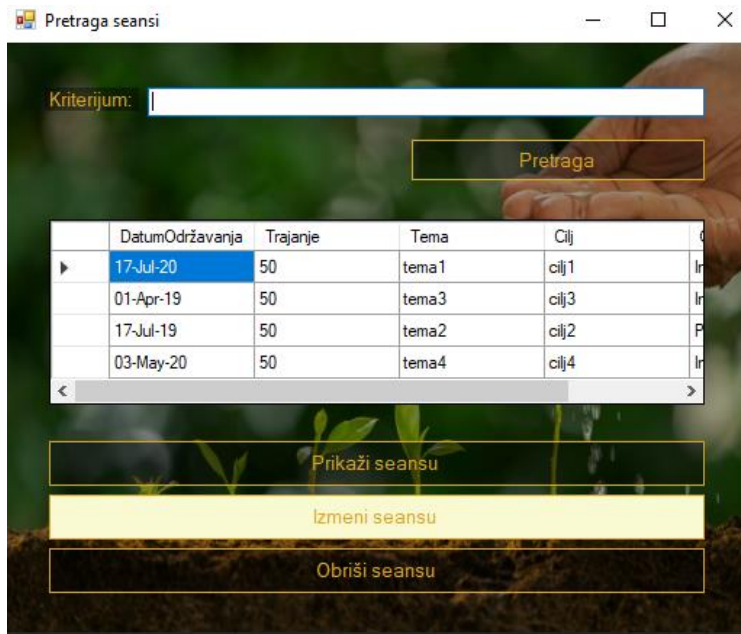 Pretraga seansi
Kriterijum:
Pretraga
DatumOdržavanja Trajanje Tema Cilj
17-Jul-20 50 tema1 cilj1
01-Apr-19 50 tema3 cilj3
17-Jul-19 50 tema2 cilj2
03-May-20 50 tema4 cilj4
Prikaži seansu
Izmeni seansu
Obriši seansu